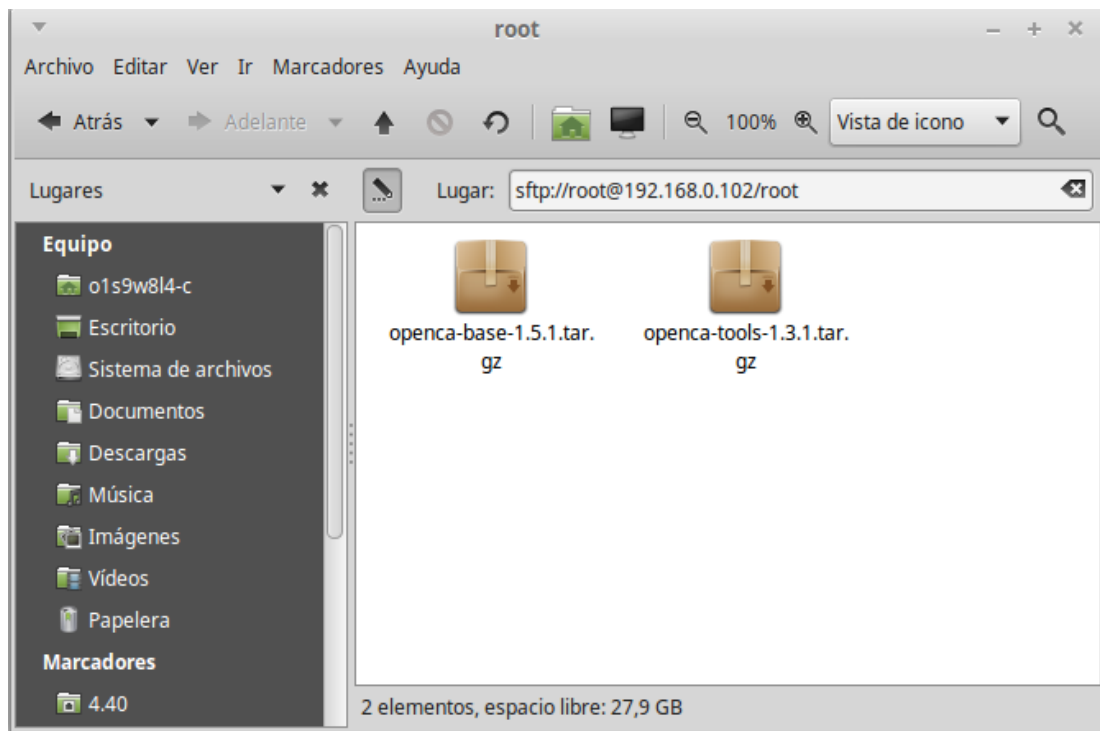 root
Archivo Editar Ver Ir Marcadores Ayuda
Atrás Adelante 100% Vista de icono
Lugares Lugar: sftp://root@192.168.0.102/root
Equipo
o1s9w8l4-c
Escritorio
Sistema de archivos
Documentos
Descargas
Música
Imágenes
Vídeos
Papelera
Marcadores
4.40
openca-base-1.5.1.tar.
gz
openca-tools-1.3.1.tar.
gz
2 elementos, espacio libre: 27,9 GB